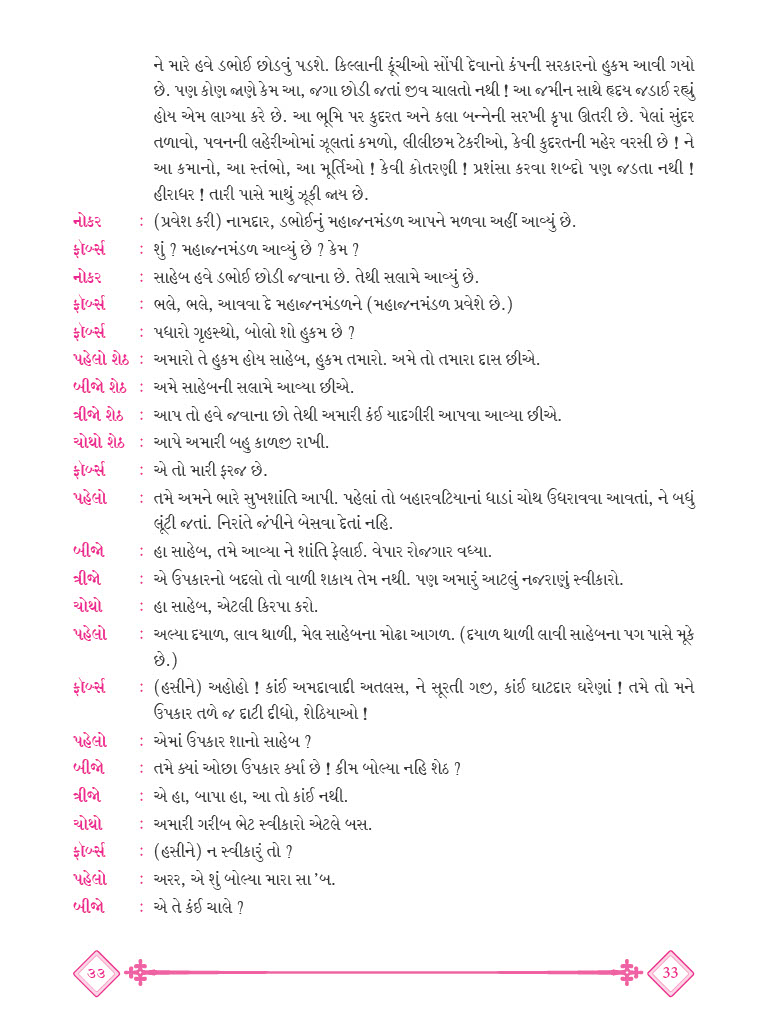 ને મારે હવે ડભોઈ છોડવું પડશે. કિલ્લાની કૂંચીઓ સોંપી દેવાનો કંપની સરકારનો હુકમ આવી ગયો
છે. પણ કોણ જાણે કેમ આ, જગા છોડી જતાં જીવ ચાલતો નથી ! આ જમીન સાથે હૃદય જડાઈ રહ્યું
હોય એમ લાગ્યા કરે છે. આ ભૂમિ પર કુદરત અને કલા બન્નેની સરખી કૃપા ઊતરી છે. પેલાં સુંદર
તળાવો, પવનની લહેરીઓમાં ઝૂલતાં કમળો, લીલીછમ ટેકરીઓ, કેવી કુદરતની મહેર વરસી છે ! ને
આ કમાનો, આ સ્તંભો, આ મૂર્તિઓ ! કેવી કોતરણી ! પ્રશંસા કરવા શબ્દો પણ જડતા નથી !
હીરાધર ! તારી પાસે માથું ઝૂકી જાય છે.
નોકર : (પ્રવેશ કરી) નામદાર, ડભોઈનું મહાજનમંડળ આપને મળવા અહીં આવ્યું છે.
ફૉર્બ્સ : શું ? મહાજનમંડળ આવ્યું છે ? કેમ ?
નોકર : સાહેબ હવે ડભોઈ છોડી જવાના છે. તેથી સલામે આવ્યું છે.
ફૉર્બ્સ : ભલે, ભલે, આવવા દે મહાજનમંડળને (મહાજનમંડળ પ્રવેશે છે.)
ફૉર્બ્સ : પધારો ગૃહસ્થો, બોલો શો હુકમ છે ?
પહેલો શેઠ : અમારો તે હુકમ હોય સાહેબ, હુકમ તમારો. અમે તો તમારા દાસ છીએ.
બીજો શેઠ : અમે સાહેબની સલામે આવ્યા છીએ.
ત્રીજો શેઠ : આપ તો હવે જવાના છો તેથી અમારી કંઈ યાદગીરી આપવા આવ્યા છીએ.
ચોથો શેઠ : આપે અમારી બહુ કાળજી રાખી.
ફૉર્બ્સ : એ તો મારી ફરજ છે.
પહેલો : તમે અમને ભારે સુખશાંતિ આપી. પહેલાં તો બહારવટિયાનાં ધાડાં ચોથ ઉઘરાવવા આવતાં, ને બધું
લૂંટી જતાં. નિરાંતે જંપીને બેસવા દેતાં નહિ.
બીજો : હા સાહેબ, તમે આવ્યા ને શાંતિ ફેલાઈ. વેપાર રોજગાર વધ્યા.
ત્રીજો : એ ઉપકારનો બદલો તો વાળી શકાય તેમ નથી. પણ અમારું આટલું નજરાણું સ્વીકારો.
ચોથો : હા સાહેબ, એટલી કિરપા કરો.
પહેલો : અલ્યા દયાળ, લાવ થાળી, મેલ સાહેબના મોઢા આગળ. (દયાળ થાળી લાવી સાહેબના પગ પાસે મૂકે
છે.)
ફૉર્બ્સ : (હસીને) અહોહો ! કાંઈ અમદાવાદી અતલસ, ને સૂરતી ગજી, કાંઈ ઘાટદાર ઘરેણાં ! તમે તો મને
ઉપકાર તળે જ દાટી દીધો, શેઠિયાઓ !
પહેલો : એમાં ઉપકાર શાનો સાહેબ ?
બીજો : તમે ક્યાં ઓછા ઉપકાર ર્ક્યા છે ! કીમ બોલ્યા નહિ શેઠ ?
ત્રીજો : એ હા, બાપા હા, આ તો કાંઈ નથી.
ચોથો : અમારી ગરીબ ભેટ સ્વીકારો એટલે બસ.
ફૉર્બ્સ : (હસીને) ન સ્વીકારું તો ?
પહેલો : અરર, એ શું બોલ્યા મારા સા’બ.
બીજો : એ તે કંઈ ચાલે ?
૩૩ 33